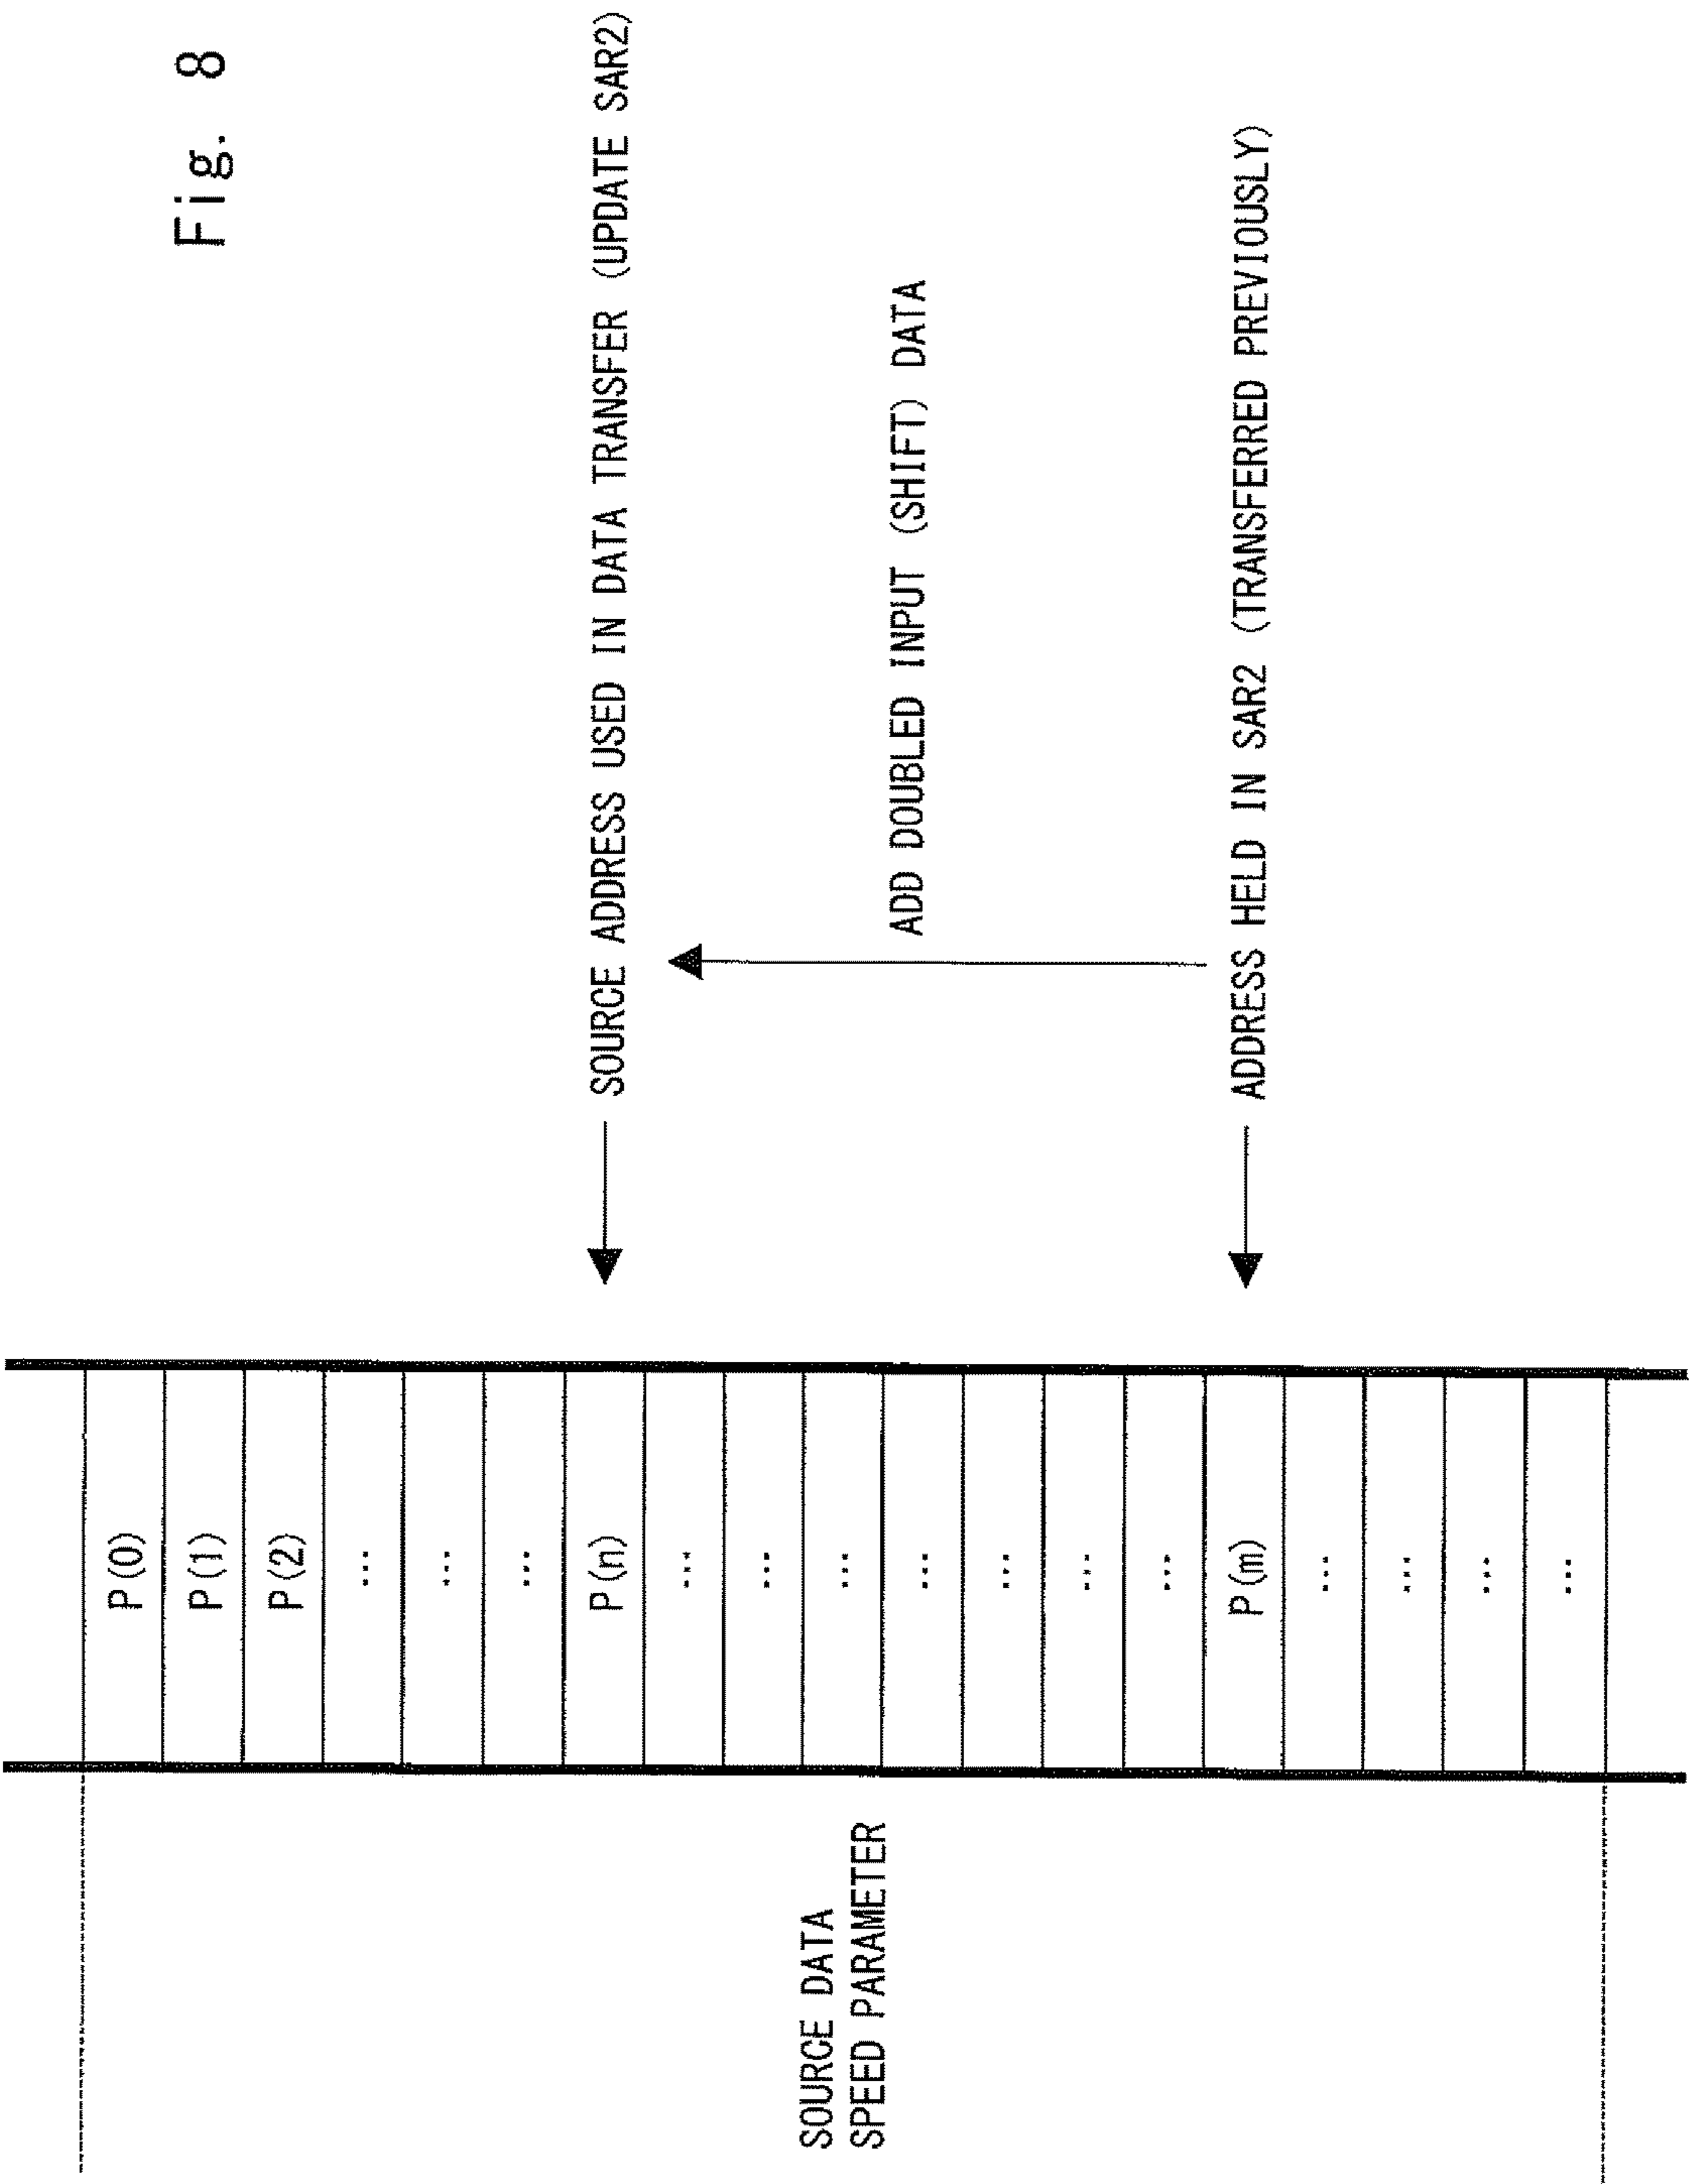 Fig. 8
SOURCE DATA
SPEED PARAMETER
P(0)
P(1)
P(2)
...
...
...
P(n)
...
...
...
...
...
...
...
P(m)
...
...
...
...
SOURCE ADDRESS USED IN DATA TRANSFER (UPDATE SAR2)
ADD DOUBLED INPUT (SHIFT) DATA
ADDRESS HELD IN SAR2 (TRANSFERRED PREVIOUSLY)